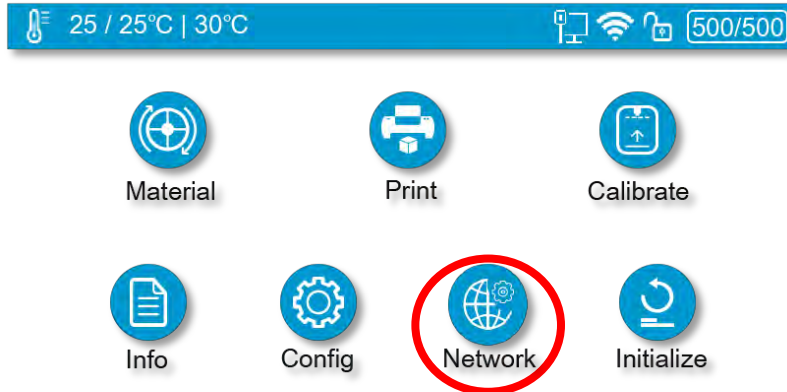 25 / 25℃ | 30℃ 500/500
Material Print Calibrate
Info Config Network Initialize